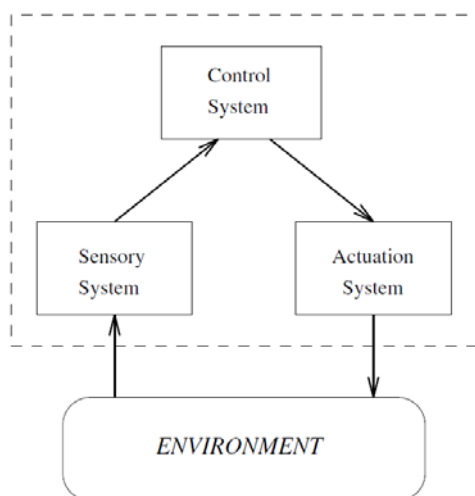 Control
System
Sensory
System
Actuation
System
ENVIRONMENT